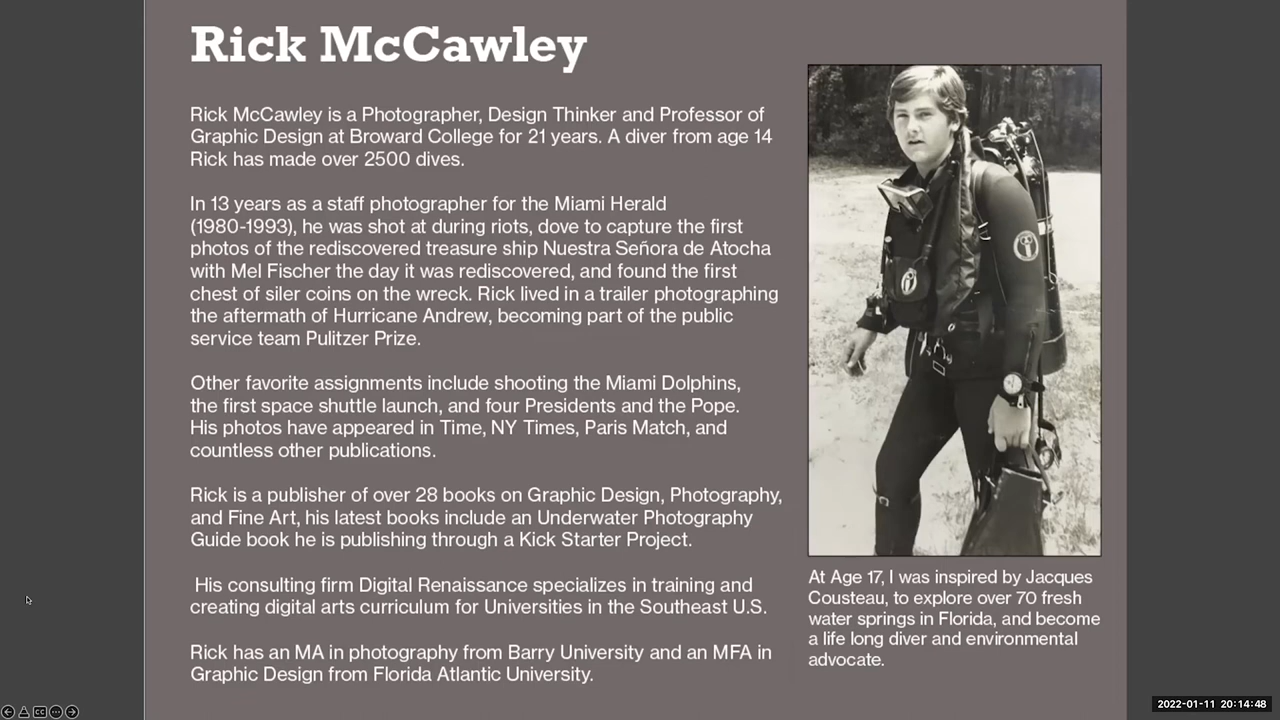 Rick McCawley
Rick McCawley is a Photographer, Design Thinker and Professor of
Graphic Design at Broward College for 21 years. A diver from age 14
Rick has made over 2500 dives.
In 13 years as a staff photographer for the Miami Herald
(1980-1993), he was shot at during riots, dove to capture the first
photos of the rediscovered treasure ship Nuestra Señora de Atocha
with Mel Fischer the day it was rediscovered, and found the first
chest of siler coins on the wreck. Rick lived in a trailer photographing
the aftermath of Hurricane Andrew, becoming part of the public
service team Pulitzer Prize.
Other favorite assignments include shooting the Miami Dolphins,
the first space shuttle launch, and four Presidents and the Pope.
His photos have appeared in Time, NY Times, Paris Match, and
countless other publications.
Rick is a publisher of over 28 books on Graphic Design, Photography,
and Fine Art, his latest books include an Underwater Photography
Guide book he is publishing through a Kick Starter Project.
His consulting firm Digital Renaissance specializes in training and
creating digital arts curriculum for Universities in the Southeast U.S.
Rick has an MA in photography from Barry University and an MFA in
Graphic Design from Florida Atlantic University.
At Age 17, I was inspired by Jacques
Cousteau, to explore over 70 fresh
water springs in Florida, and become
a life long diver and environmental
advocate.
2022-01-11 20:14:48